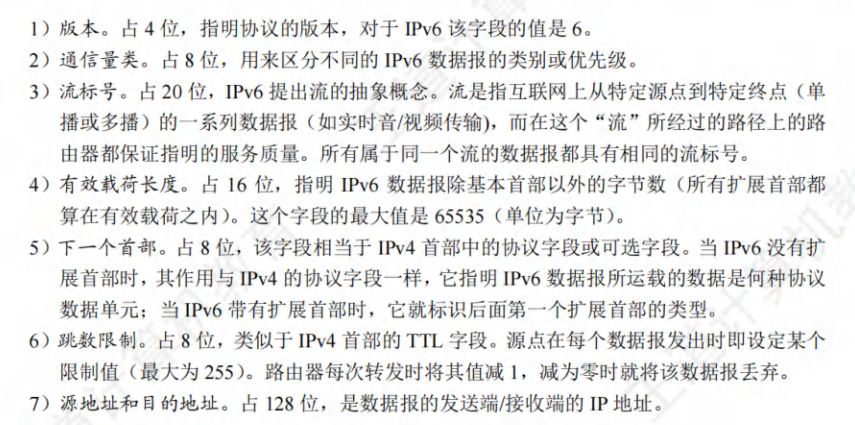 1）版本。占 4 位，指明协议的版本，对于 IPv6 该字段的值是 6。
2）通信量类。占 8 位，用来区分不同的 IPv6 数据报的类别或优先级。
3）流标号。占 20 位，IPv6 提出流的抽象概念。流是指互联网上从特定源点到特定终点（单
播或多播）的一系列数据报（如实时音/视频传输)，而在这个“流”所经过的路径上的路
由器都保证指明的服务质量。所有属于同一个流的数据报都具有相同的流标号。
4）有效载荷长度。占 16 位，指明 IPv6 数据报除基本首部以外的字节数（所有扩展首部都
算在有效载荷之内）。这个字段的最大值是 65535（单位为字节）。
5）下一个首部。占 8 位，该字段相当于 IPv4 首部中的协议字段或可选字段。当 IPv6 没有扩
展首部时，其作用与 IPv4 的协议字段一样，它指明 IPv6 数据报所运载的数据是何种协议
数据单元；当 IPv6 带有扩展首部时，它就标识后面第一个扩展首部的类型。
6）跳数限制。占 8 位，类似于 IPv4 首部的 TTL 字段。源点在每个数据报发出时即设定某个
限制值（最大为 255）。路由器每次转发时将其值减 1，减为零时就将该数据报丢弃。
7）源地址和目的地址。占 128 位，是数据报的发送端/接收端的 IP 地址。